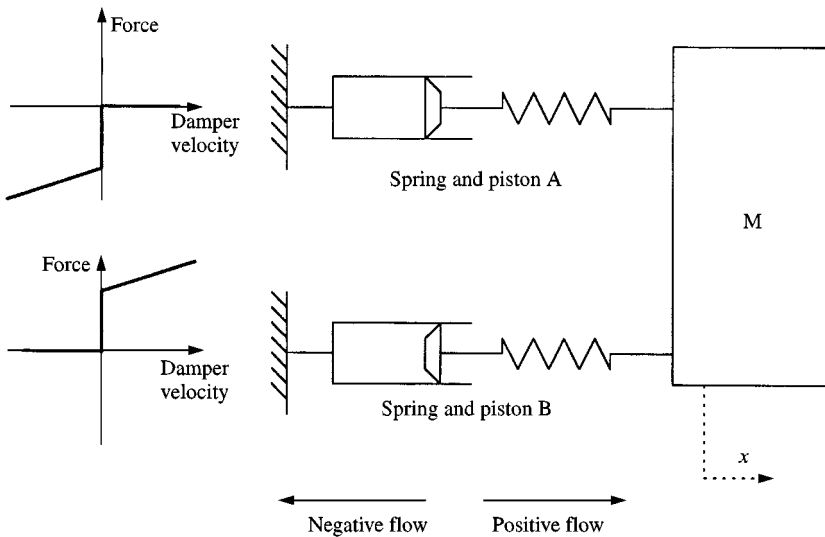 Force
Damper
velocity
Spring and piston A
M
Force
Damper
velocity
Spring and piston B
x
Negative flow
Positive flow